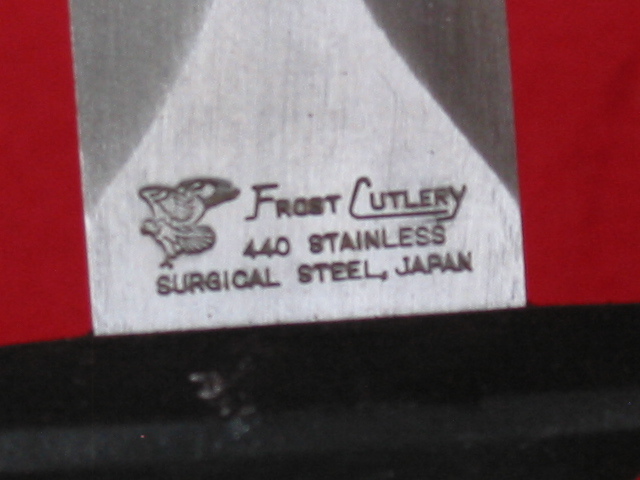 Frost Cutlery
440 STAINLESS
SURGICAL STEEL, JAPAN